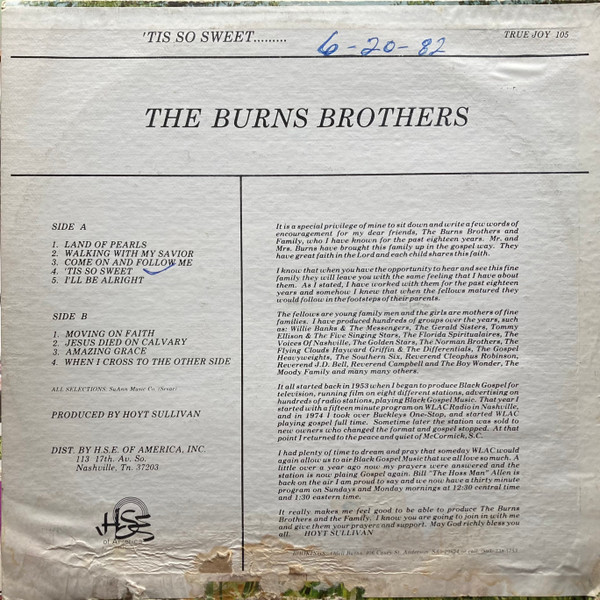 'TIS SO SWEET.........
6-20-82
TRUE JOY 105
THE BURNS BROTHERS
SIDE A
1. LAND OF PEARLS
2. WALKING WITH MY SAVIOR
3. COME ON AND FOLLOW ME
4. 'TIS SO SWEET
5. I'LL BE ALRIGHT
SIDE B
1. MOVING ON FAITH
2. JESUS DIED ON CALVARY
3. AMAZING GRACE
4. WHEN I CROSS TO THE OTHER SIDE
ALL SELECTIONS: SuAnn Music Co. (Sesac)
PRODUCED BY HOYT SULLIVAN
DIST. BY H.S.E. OF AMERICA, INC.
113 17th. Av. So.
Nashville, Tn. 37203
HSE
of America
It is a special privilege of mine to sit down and write a few words of
encouragement for my dear friends, The Burns Brothers and
Family, who I have known for the past eighteen years. Mr. and
Mrs. Burns have brought this family up in the gospel way. They
have great faith in the Lord and each child shares this faith.
I know that when you have the opportunity to hear and see this fine
family they will leave you with the same feeling that I have about
them. As I stated, I have worked with them for the past eighteen
years and somehow I knew that when the fellows matured they
would follow in the footsteps of their parents.
The fellows are young family men and the girls are mothers of fine
families. I have produced hundreds of groups over the years, such
as: Willie Banks & The Messengers, The Gerald Sisters, Tommy
Ellison & The Five Singing Stars, The Florida Spiritualaires, The
Voices Of Nashville, The Golden Stars, The Norman Brothers, The
Flying Clouds Hayward Griffin & The Differentials, The Gospel
Heavyweights, The Southern Six, Reverend Cleophus Robinson,
Reverend J.D. Bell, Reverend Campbell and The Boy Wonder, The
Moody Family and many many others.
It all started back in 1953 when I began to produce Black Gospel for
television, running film on eight different stations, advertising on
hundreds of radio stations, playing Black Gospel Music. That year I
started with a fifteen minute program on WLAC Radio in Nashville,
and in 1974 I took over Buckleys One-Stop, and started WLAC
playing gospel full time. Sometime later the station was sold to
new owners who changed the format and gospel stopped. At that
point I returned to the peace and quiet of McCormick, S.C.
I had plenty of time to dream and pray that someday WLAC would
again allow us to air Black Gospel Music that we all love so much. A
little over a year ago now my prayers were answered and the
station is now plaing Gospel again. Bill "The Hoss Man" Allen is
back on the air I am proud to say and we now have a thirty minute
program on Sundays and Monday mornings at 12:30 central time
and 1:30 eastern time.
It really makes me feel good to be able to produce The Burns
Brothers and the Family. I know you are going to join in with me
and give them your prayers and support. May God richly bless you
all. HOYT SULLIVAN
BOOKINGS: